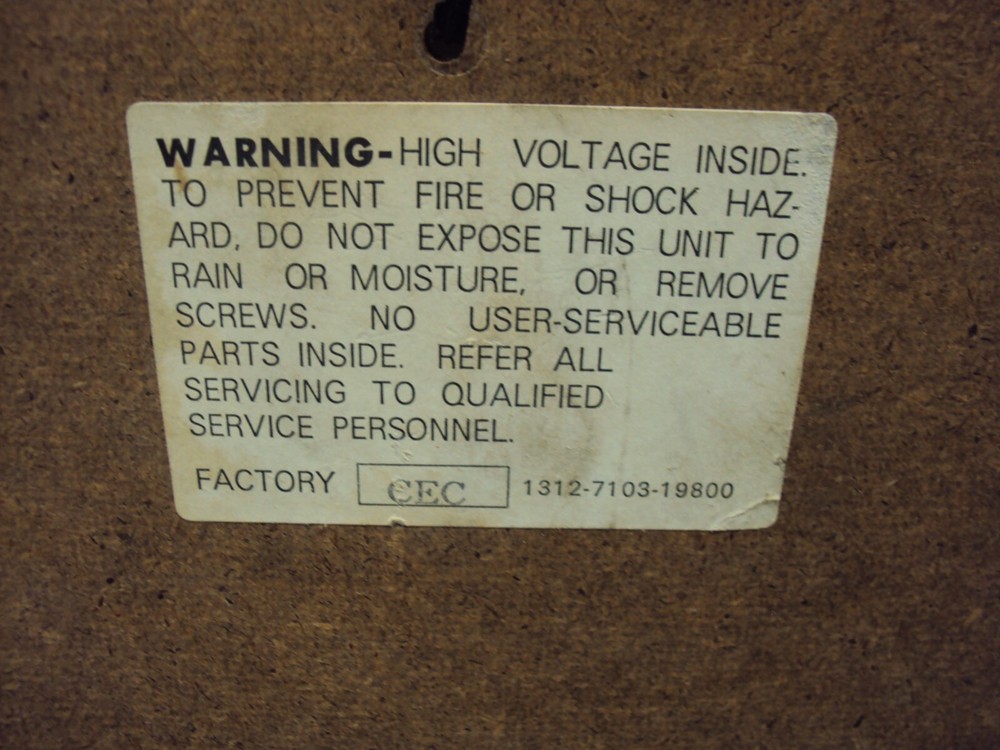 WARNING-HIGH VOLTAGE INSIDE.
TO PREVENT FIRE OR SHOCK HAZ-
ARD, DO NOT EXPOSE THIS UNIT TO
RAIN OR MOISTURE, OR REMOVE
SCREWS. NO USER-SERVICEABLE
PARTS INSIDE. REFER ALL
SERVICING TO QUALIFIED
SERVICE PERSONNEL.
FACTORY CEC 1312-7103-19800